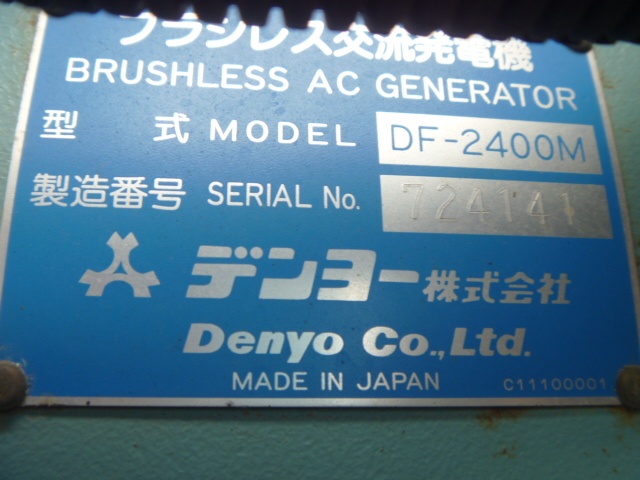 ブラシレス交流発電機
BRUSHLESS AC GENERATOR
型 式 MODEL DF-2400M
製造番号 SERIAL No. 724141
デンヨー株式会社
Denyo Co.,Ltd.
MADE IN JAPAN C11100001